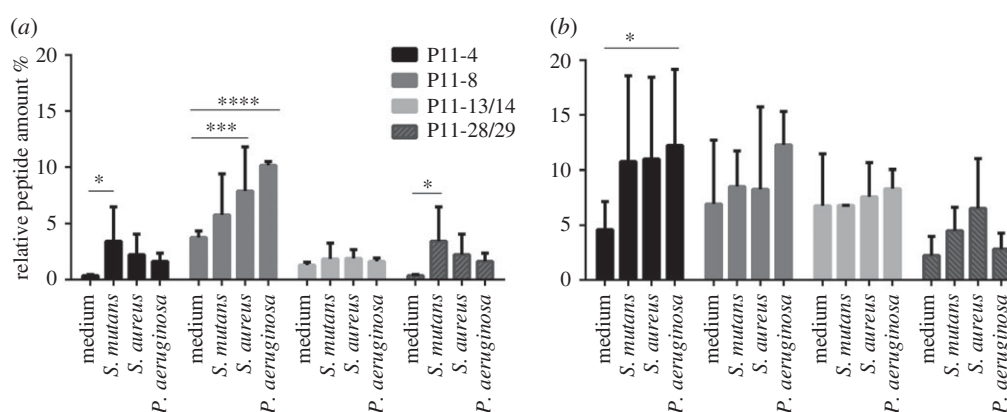 (a)
(b)
relative peptide amount %
20
15
10
5
0
*
***
****
*
P11-4
P11-8
P11-13/14
P11-28/29
medium
S. mutans
S. aureus
P. aeruginosa
medium
S. mutans
S. aureus
P. aeruginosa
medium
S. mutans
S. aureus
P. aeruginosa
medium
S. mutans
S. aureus
P. aeruginosa
20
15
10
5
0
*
medium
S. mutans
S. aureus
P. aeruginosa
medium
S. mutans
S. aureus
P. aeruginosa
medium
S. mutans
S. aureus
P. aeruginosa
medium
S. mutans
S. aureus
P. aeruginosa